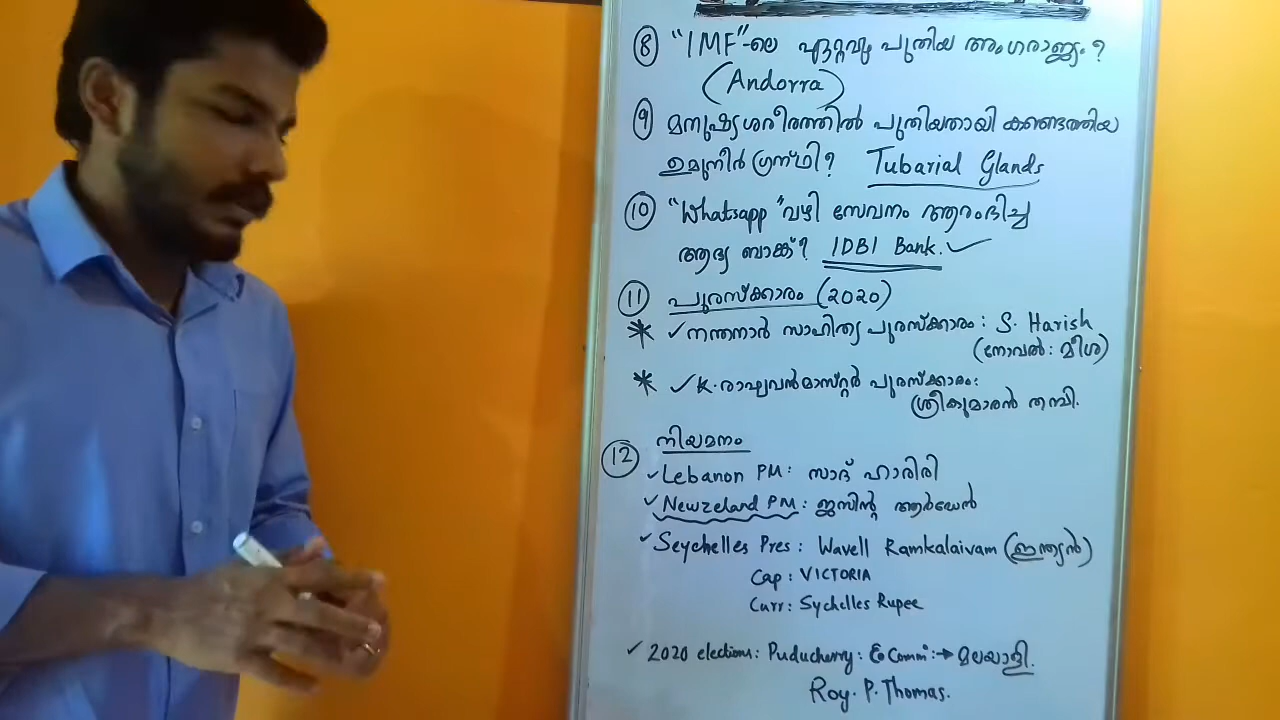 ⑧ "IMF"-ലെ ഏറ്റവും പുതിയ അംഗരാജ്യം?
(Andorra)
⑨ മനുഷ്യശരീരത്തിൽ പുതിയതായി കണ്ടെത്തിയ
ഉമുനീർ ഗ്രന്ഥി? Tubarial Glands
⑩ "Whatsapp" വഴി സേവനം ആരംഭിച്ച
ആദ്യ ബാങ്ക്? IDBI Bank. ✓
⑪ പുരസ്ക്കാരം (2020)
* ✓ നന്തനാർ സാഹിത്യ പുരസ്ക്കാരം: S. Harish
(നോവൽ: മീശ)
* ✓ K. രാഘവൻമാസ്റ്റർ പുരസ്ക്കാരം:
ശ്രീകുമാരൻ തമ്പി.
⑫ നിയമനം
✓ Lebanon PM: സാദ് ഹാരിരി
✓ Newzeland PM: ജസിന്റ ആർഡേൻ
✓ Seychelles Pres: Wavell Ramkalaivam (ഇന്ത്യൻ)
Cap: VICTORIA
Curr: Sychelles Rupee
✓ 2020 elections: Puducherry: Comm: → മലയാളി.
Roy. P. Thomas.